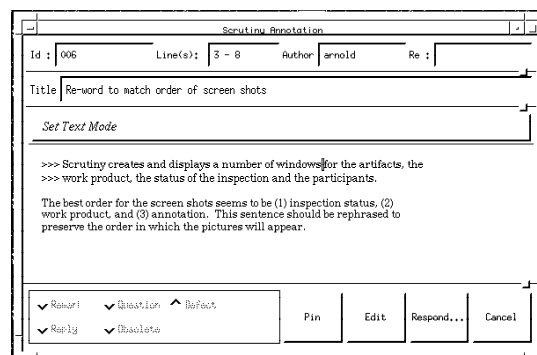 Scrutiny Annotation
Id : 006 Line(s): 3 - 8 Author arnold Re :
Title Re-word to match order of screen shots
Set Text Mode
>>> Scrutiny creates and displays a number of windows for the artifacts, the
>>> work product, the status of the inspection and the participants.
The best order for the screen shots seems to be (1) inspection status, (2)
work product, and (3) annotation. This sentence should be rephrased to
preserve the order in which the pictures will appear.
Remark Question Defect
Reply Obsolete
Pin Edit Respond... Cancel